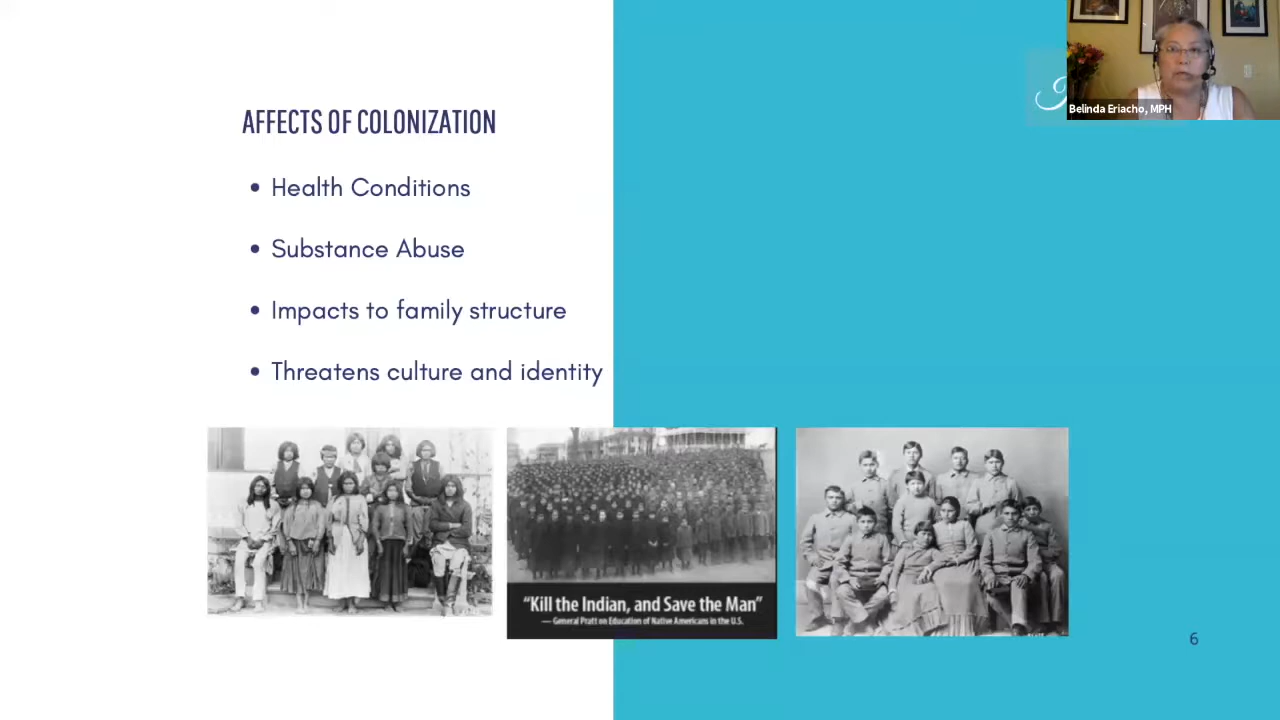 AFFECTS OF COLONIZATION
• Health Conditions
• Substance Abuse
• Impacts to family structure
• Threatens culture and identity
"Kill the Indian, and Save the Man"
— General Pratt on Education of Native Americans in the U.S.
6
Belinda Eriacho, MPH